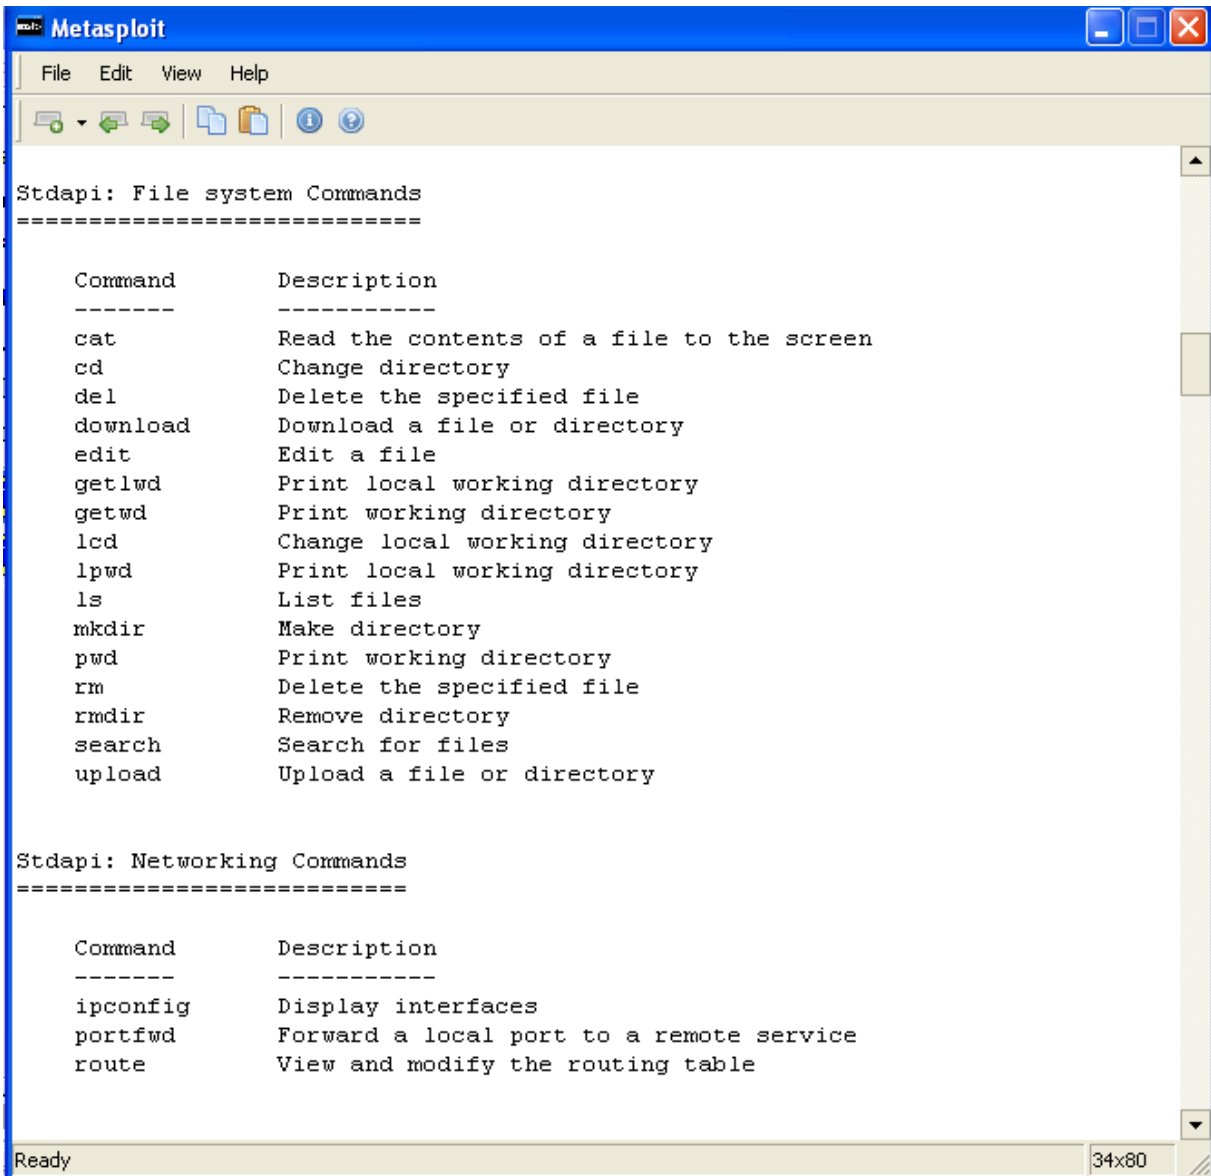 Metasploit
File Edit View Help
Stdapi: File system Commands
============================
Command Description
------- -----------
cat Read the contents of a file to the screen
cd Change directory
del Delete the specified file
download Download a file or directory
edit Edit a file
getlwd Print local working directory
getwd Print working directory
lcd Change local working directory
lpwd Print local working directory
ls List files
mkdir Make directory
pwd Print working directory
rm Delete the specified file
rmdir Remove directory
search Search for files
upload Upload a file or directory
Stdapi: Networking Commands
===========================
Command Description
------- -----------
ipconfig Display interfaces
portfwd Forward a local port to a remote service
route View and modify the routing table
Ready 34x80